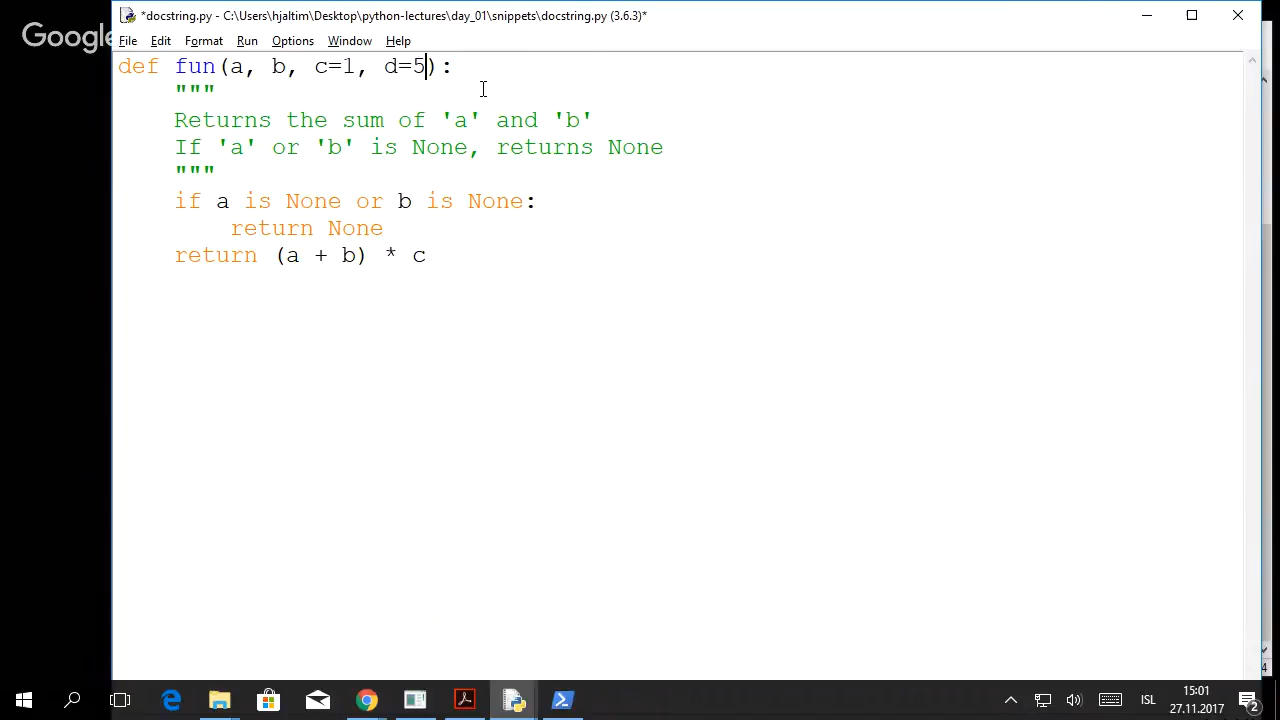 *docstring.py - C:\Users\hjaltim\Desktop\python-lectures\day_01\snippets\docstring.py (3.6.3)*
Google
File Edit Format Run Options Window Help
def fun(a, b, c=1, d=5):
    """
    Returns the sum of 'a' and 'b'
    If 'a' or 'b' is None, returns None
    """
    if a is None or b is None:
        return None
    return (a + b) * c
4
ISL
15:01
27.11.2017
2